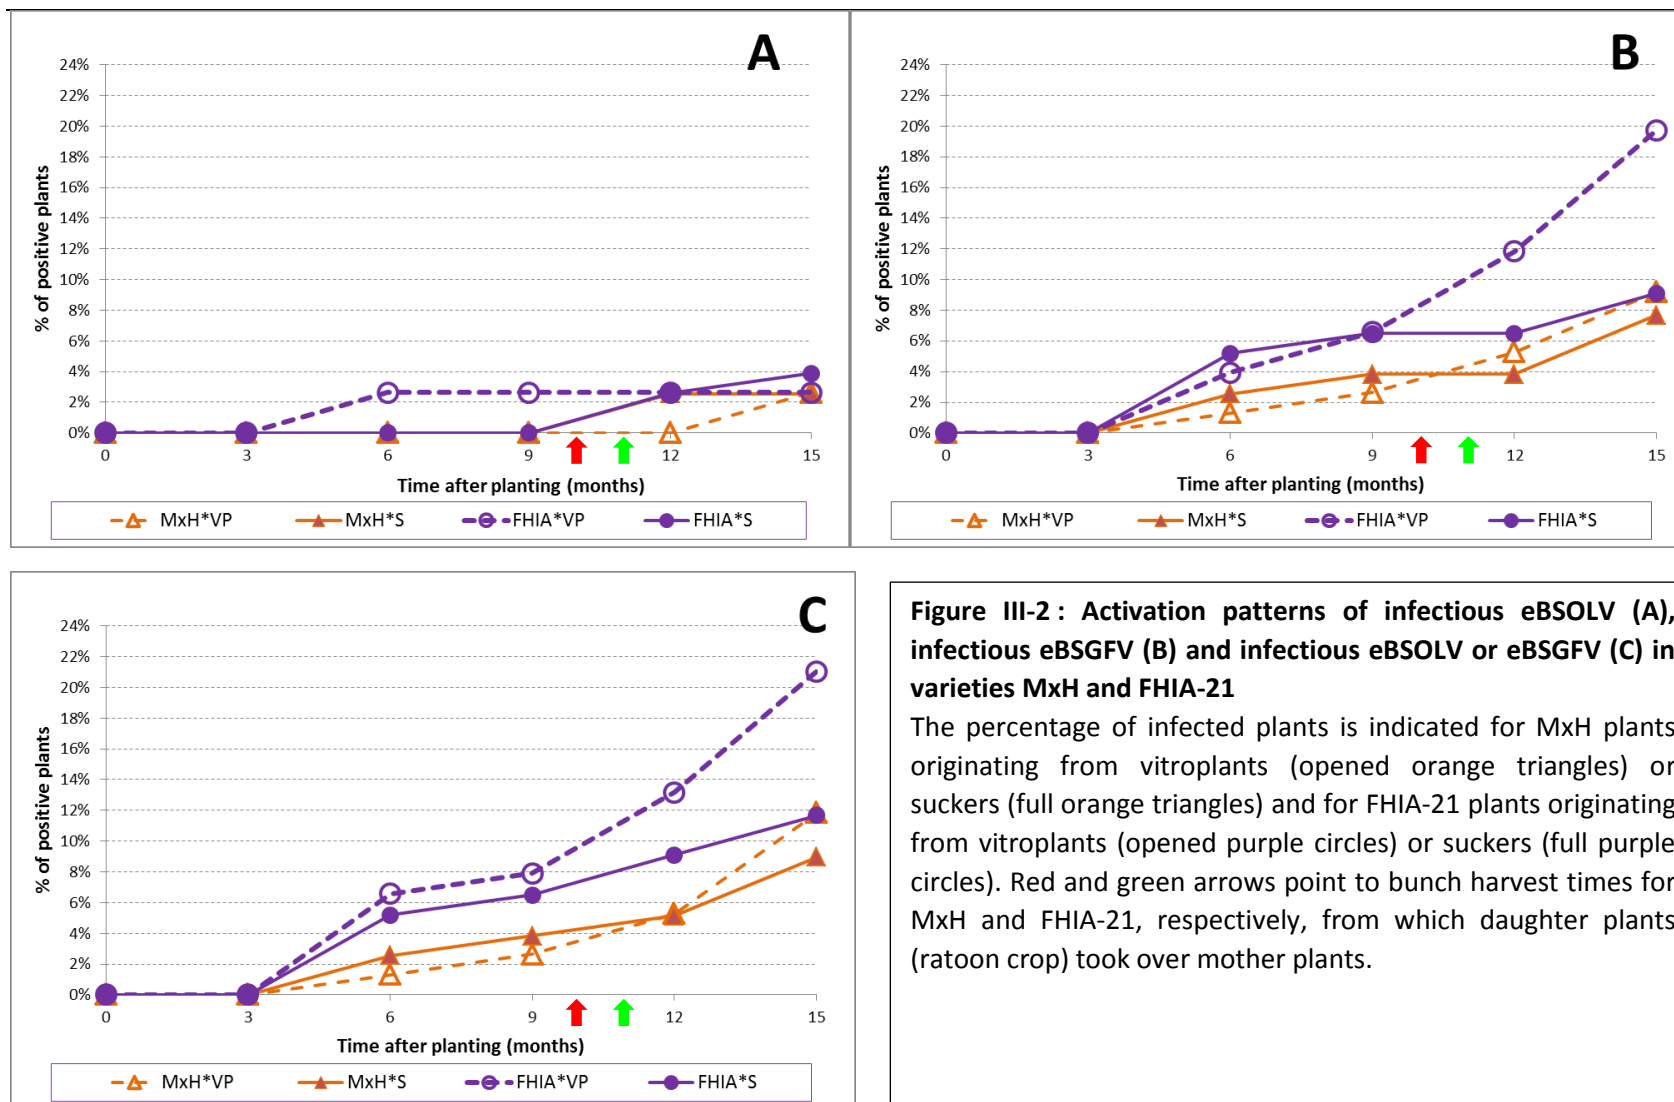 A
24%
22%
20%
18%
16%
14%
12%
10%
8%
6%
4%
2%
0%
% of positive plants
0 3 6 9 12 15
Time after planting (months)
MxH*VP MxH*S FHIA*VP FHIA*S
B
24%
22%
20%
18%
16%
14%
12%
10%
8%
6%
4%
2%
0%
% of positive plants
0 3 6 9 12 15
Time after planting (months)
MxH*VP MxH*S FHIA*VP FHIA*S
C
24%
22%
20%
18%
16%
14%
12%
10%
8%
6%
4%
2%
0%
% of positive plants
0 3 6 9 12 15
Time after planting (months)
MxH*VP MxH*S FHIA*VP FHIA*S
Figure III-2 : Activation patterns of infectious eBSOLV (A),
infectious eBSGFV (B) and infectious eBSOLV or eBSGFV (C) in
varieties MxH and FHIA-21
The percentage of infected plants is indicated for MxH plants
originating from vitroplants (opened orange triangles) or
suckers (full orange triangles) and for FHIA-21 plants originating
from vitroplants (opened purple circles) or suckers (full purple
circles). Red and green arrows point to bunch harvest times for
MxH and FHIA-21, respectively, from which daughter plants
(ratoon crop) took over mother plants.